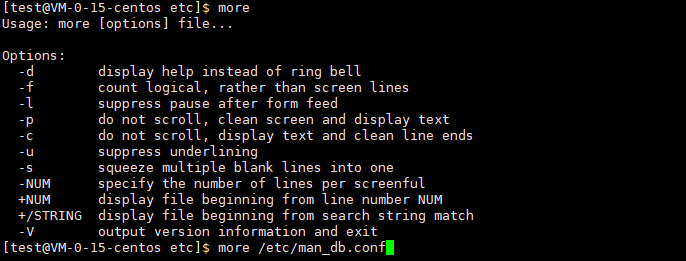 [test@VM-0-15-centos etc]$ more
Usage: more [options] file...

Options:
  -d         display help instead of ring bell
  -f         count logical, rather than screen lines
  -l         suppress pause after form feed
  -p         do not scroll, clean screen and display text
  -c         do not scroll, display text and clean line ends
  -u         suppress underlining
  -s         squeeze multiple blank lines into one
  -NUM       specify the number of lines per screenful
  +NUM       display file beginning from line number NUM
  +/STRING   display file beginning from search string match
  -V         output version information and exit
[test@VM-0-15-centos etc]$ more /etc/man_db.conf